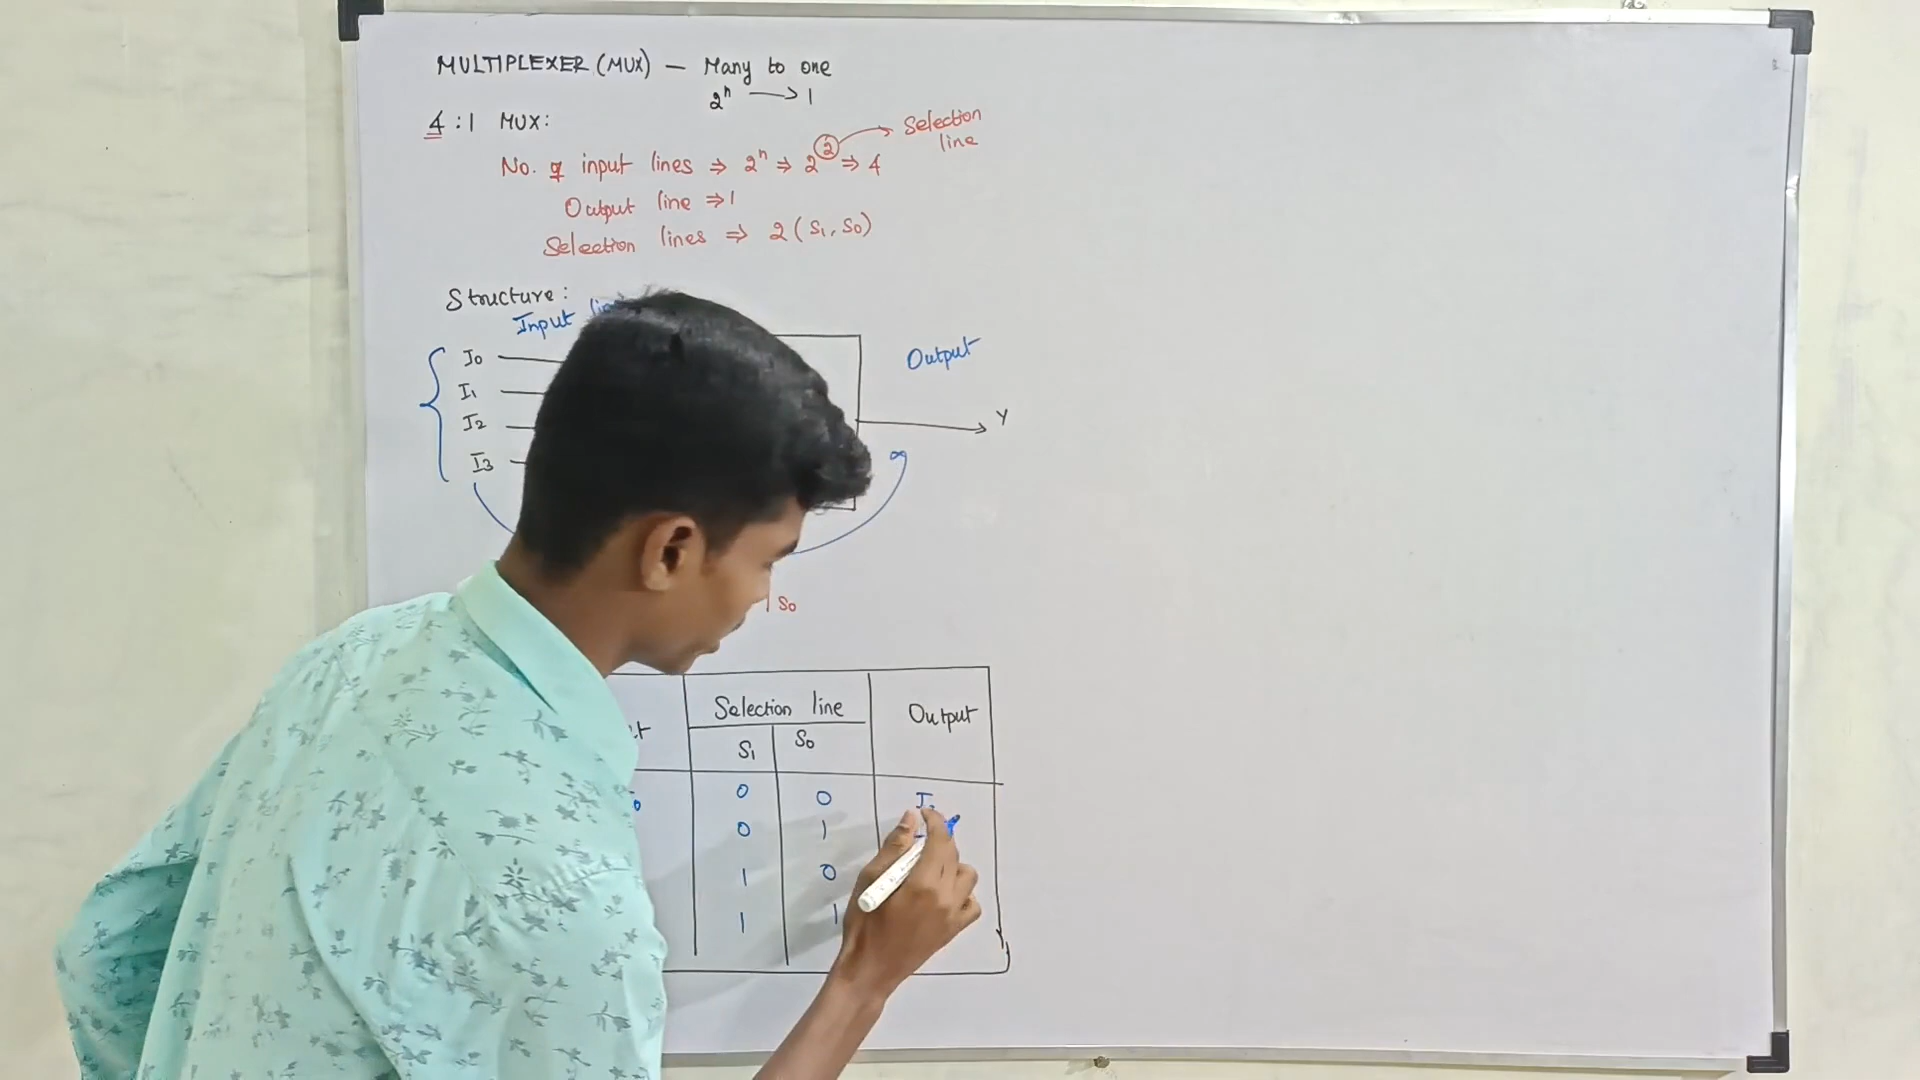 MULTIPLEXER (MUX) — Many to one
2ⁿ ⟶ 1
4 : 1 MUX:
Selection
line
No. of input lines ⇒ 2ⁿ ⇒ 2² ⇒ 4
Output line ⇒ 1
Selection lines ⇒ 2 (S₁, S₀)
Structure:
Input
Output
I₀
I₁
I₂
I₃
Y
S₀
Selection line
Output
S₁ S₀
0 0
0 1
1 0
1 1